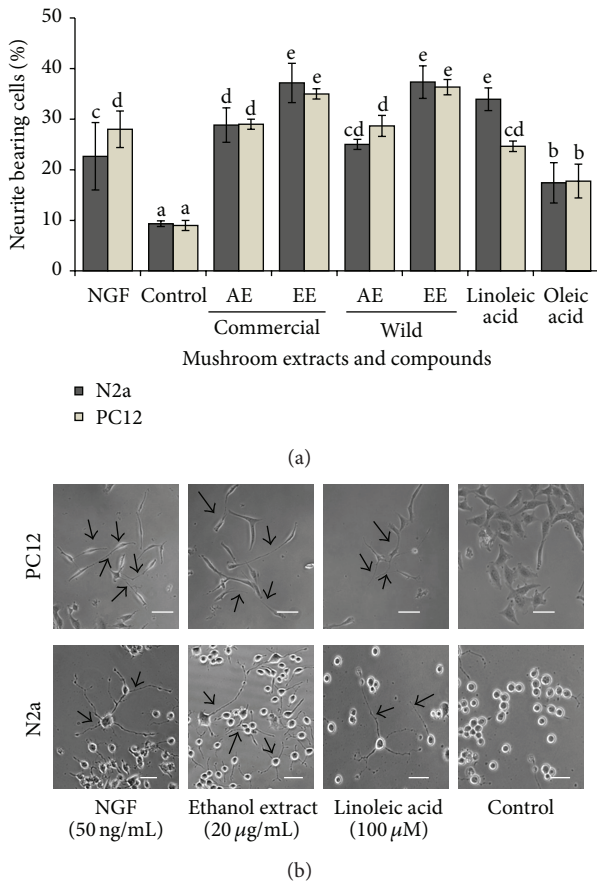 50
40
30
20
10
0
Neurite bearing cells (%)
c d a a d d e e cd d e e e cd b b
NGF Control AE EE AE EE Linoleic acid Oleic acid
Commercial Wild
Mushroom extracts and compounds
N2a
PC12
(a)
PC12
N2a
NGF
(50 ng/mL)
Ethanol extract
(20 μg/mL)
Linoleic acid
(100 μM)
Control
(b)